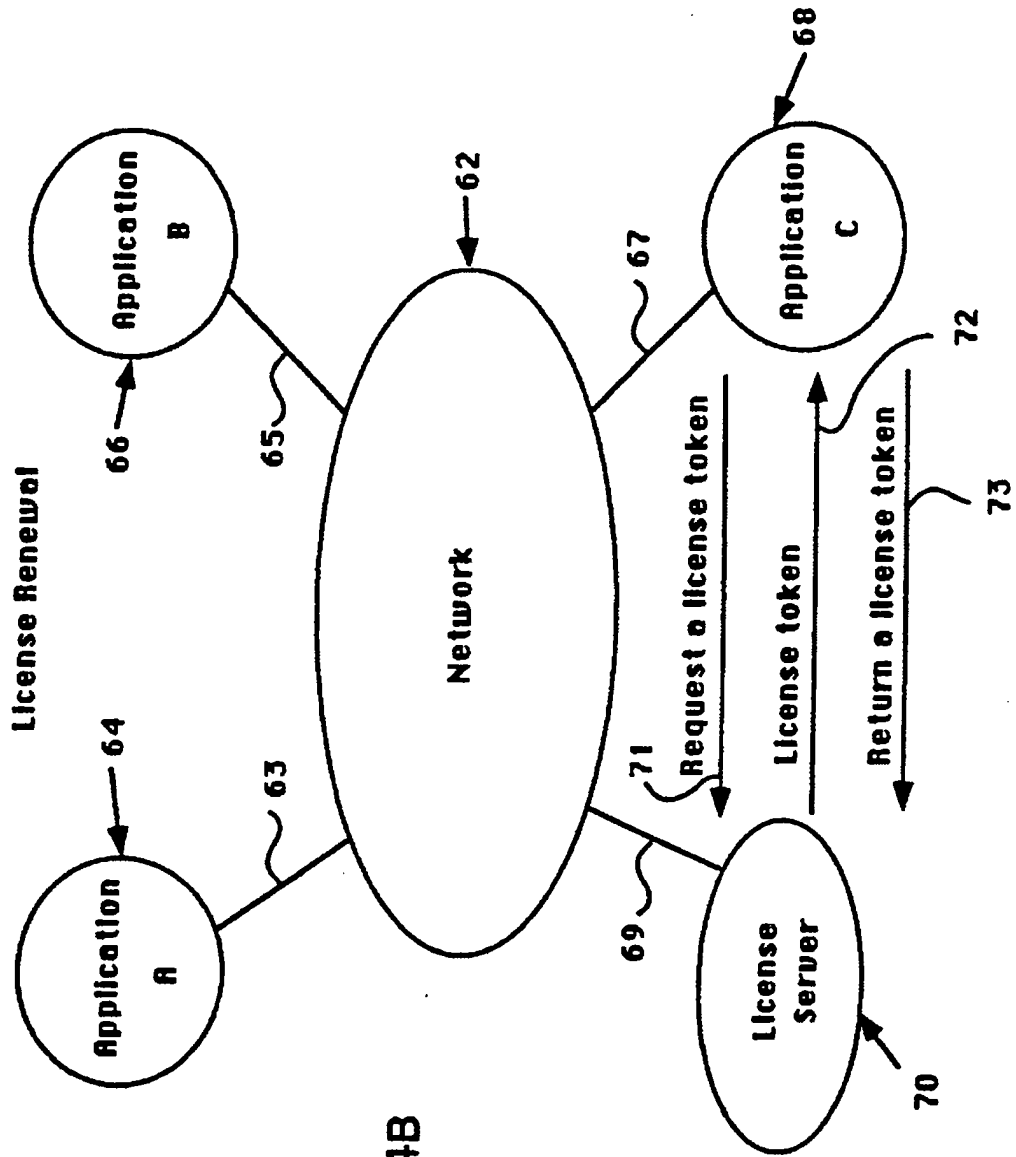 License Renewal
64
66
Application
A
Application
B
63
65
62
Network
67
68
69
71
Request a license token
License token
Return a license token
72
73
License
Server
70
Application
C
4B